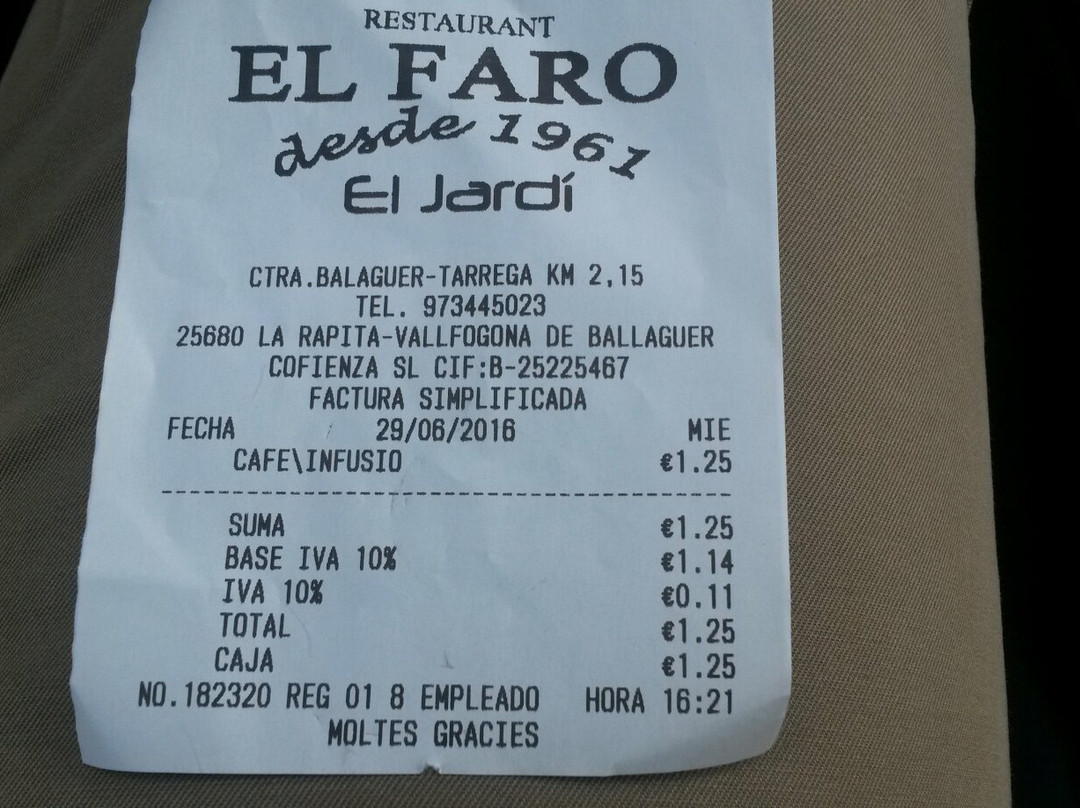 RESTAURANT
EL FARO
desde 1961
El Jardí
CTRA.BALAGUER-TARREGA KM 2,15
TEL. 973445023
25680 LA RAPITA-VALLFOGONA DE BALLAGUER
COFIENZA SL CIF:B-25225467
FACTURA SIMPLIFICADA
FECHA 29/06/2016 MIE
CAFE\INFUSIO €1.25
SUMA €1.25
BASE IVA 10% €1.14
IVA 10% €0.11
TOTAL €1.25
CAJA €1.25
NO.182320 REG 01 8 EMPLEADO HORA 16:21
MOLTES GRACIES